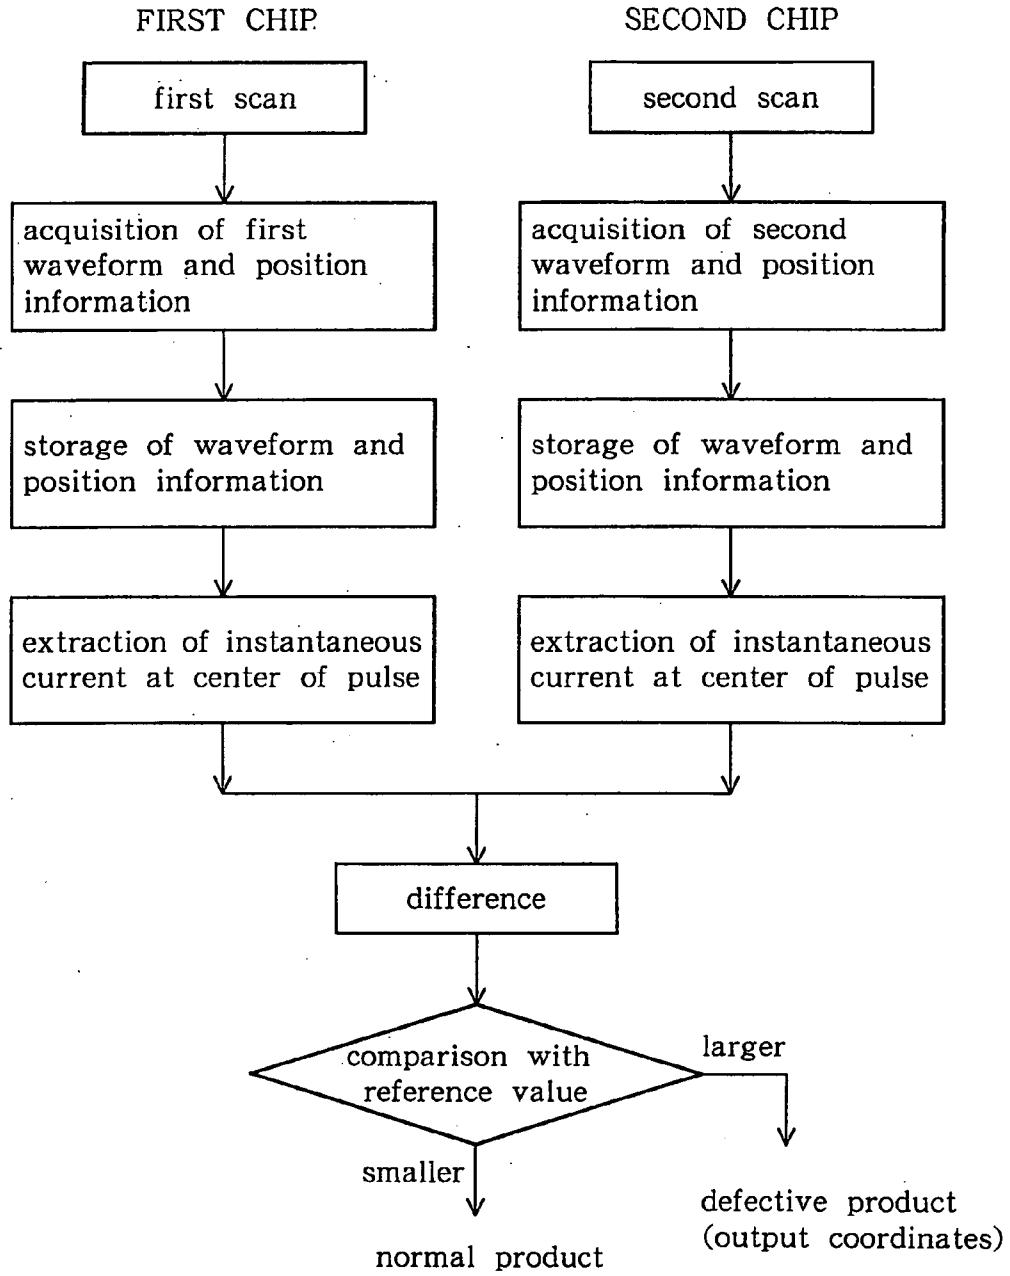 FIRST CHIP
SECOND CHIP
first scan
second scan
acquisition of first
waveform and position
information
acquisition of second
waveform and position
information
storage of waveform and
position information
storage of waveform and
position information
extraction of instantaneous
current at center of pulse
extraction of instantaneous
current at center of pulse
difference
comparison with
reference value
larger
smaller
defective product
(output coordinates)
normal product